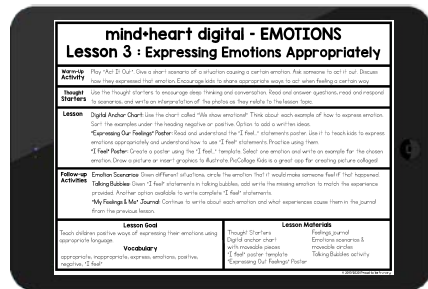 mind+heart digital - EMOTIONS
Lesson 3 : Expressing Emotions Appropriately
Warm-Up Activity
Play "Act It Out". Give a short scenario of a situation causing a certain emotion. Ask someone to act it out. Discuss
how they expressed that emotion. Encourage kids to share appropriate ways to act when feeling a certain way.
Thought Starters
Use the thought starters to encourage deep thinking and conversation. Read and answer questions, read and respond
to scenarios, and write an interpretation of the photos as they relate to the lesson topic.
Lesson
Digital Anchor Chart: Use the chart called "We show emotions!" Think about each example of how to express emotion.
Sort the examples under the heading negative or positive. Option to add a written ideas.
"Expressing Our Feelings" Poster: Read and understand the "I feel.." statements poster. Use it to teach kids to express
emotions appropriately and understand how to use "I feel" statements. Practice using them.
"I feel" Poster: Create a poster using the "I feel.." template. Select one emotion and write an example for the chosen
emotion. Draw a picture or insert graphics to illustrate. PicCollage Kids is a great app for creating picture collages!
Follow-up Activities
Emotion Scenarios: Given different situations, circle the emotion that it would make someone feel if that happened.
Talking Bubbles: Given "I feel" statements in talking bubbles, add write the missing emotion to match the experience
provided. Another option available to write complete "I feel" statements.
"My Feelings & Me" Journal: Continue to write about each emotion and what experiences cause them in the journal
from the previous lesson.
Lesson Goal
Teach children positive ways of expressing their emotions using
appropriate language.
Vocabulary
appropriate, inappropriate, express, emotions, positive,
negative, "I feel"
Lesson Materials
Thought Starters
Digital anchor chart
with moveable pieces
"I feel" poster template
"Expressing Our Feelings" Poster
Feelings journal
Emotions scenarios &
moveable circles
Talking Bubbles activity